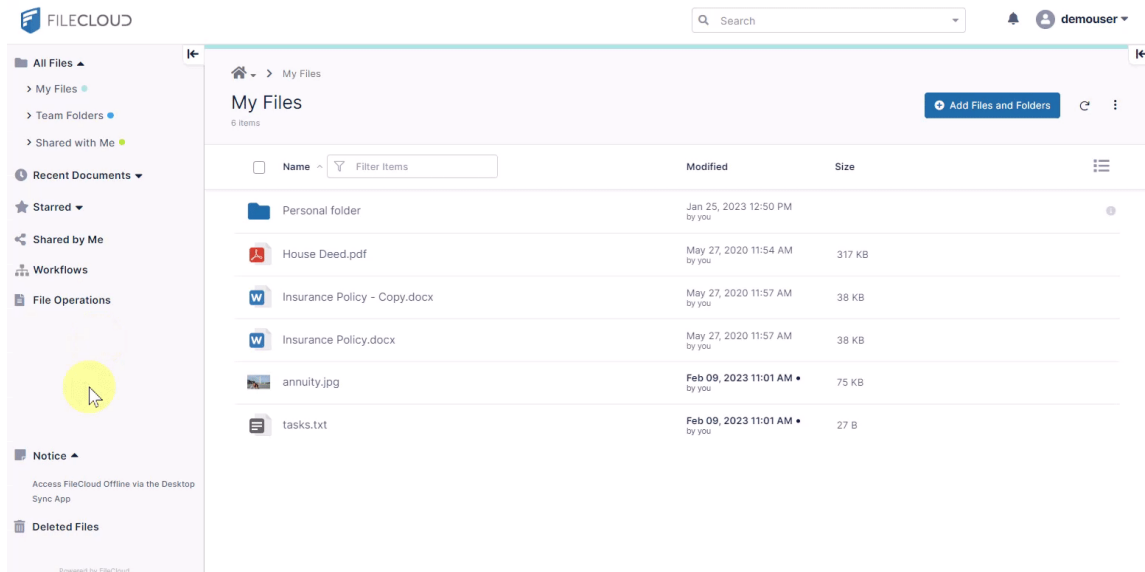 FILECLOUD
Search
demouser
All Files
My Files
Team Folders
Shared with Me
Recent Documents
Starred
Shared by Me
Workflows
File Operations
Notice
Access FileCloud Offline via the Desktop
Sync App
Deleted Files
Powered by FileCloud
My Files
My Files
6 items
Add Files and Folders
Name
Filter Items
Modified
Size
Personal folder
Jan 25, 2023 12:50 PM
by you
House Deed.pdf
May 27, 2020 11:54 AM
by you
317 KB
Insurance Policy - Copy.docx
May 27, 2020 11:57 AM
by you
38 KB
Insurance Policy.docx
May 27, 2020 11:57 AM
by you
38 KB
annuity.jpg
Feb 09, 2023 11:01 AM
by you
75 KB
tasks.txt
Feb 09, 2023 11:01 AM
by you
27 B